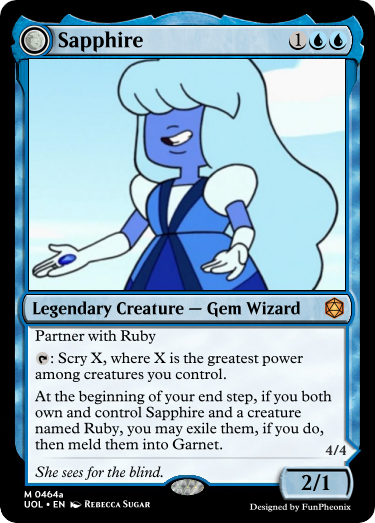 Sapphire 1
Legendary Creature — Gem Wizard
Partner with Ruby
: Scry X, where X is the greatest power
among creatures you control.
At the beginning of your end step, if you both
own and control Sapphire and a creature
named Ruby, you may exile them, if you do,
then meld them into Garnet.
4/4
She sees for the blind.
2/1
M 0464a
UOL • EN REBECCA SUGAR
Designed by FunPheonix